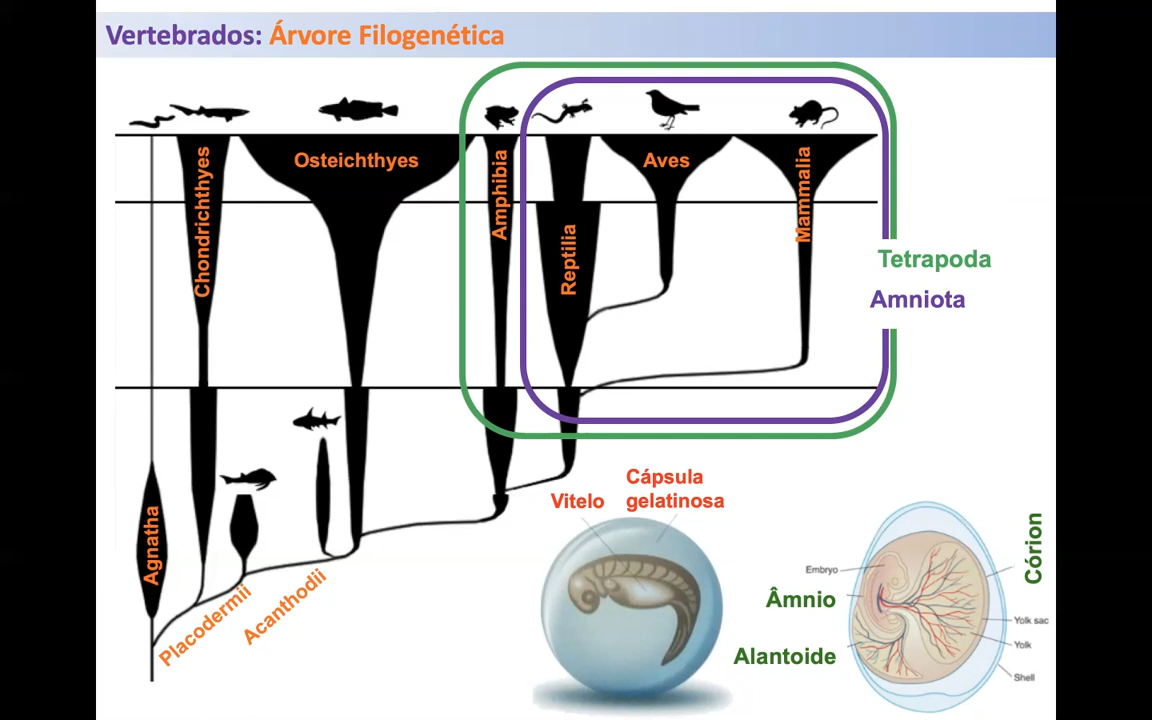 Vertebrados: Árvore Filogenética
Osteichthyes
Aves
Chondrichthyes
Amphibia
Mammalia
Reptilia
Tetrapoda
Amniota
Agnatha
Placodermii
Acanthodii
Vitelo
Cápsula
gelatinosa
Córion
Embryo
Âmnio
Yolk sac
Yolk
Alantoide
Shell